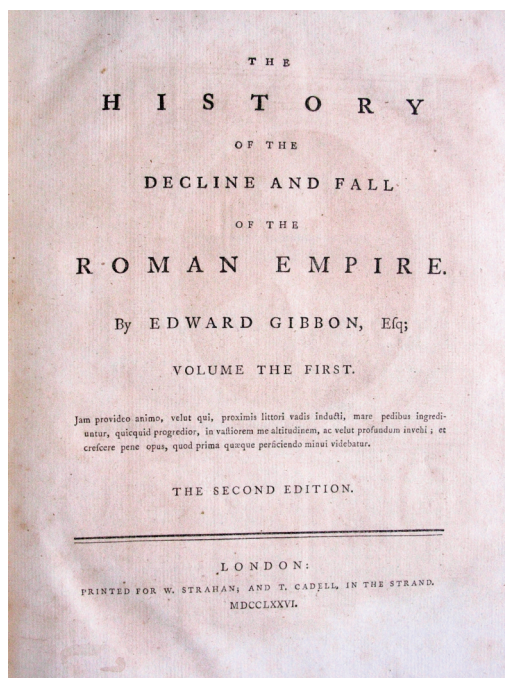 THE
HISTORY
OF THE
DECLINE AND FALL
OF THE
ROMAN EMPIRE.
By EDWARD GIBBON, Eſq;
VOLUME THE FIRST.
Jam provideo animo, velut qui, proximis littori vadis inducti, mare pedibus ingredi-
untur, quicquid progredior, in vaſtiorem me altitudinem, ac velut profundum invehi; et
creſcere pene opus, quod prima quæque perficiendo minui videbatur.
THE SECOND EDITION.
LONDON:
PRINTED FOR W. STRAHAN; AND T. CADELL, IN THE STRAND.
MDCCLXXVI.